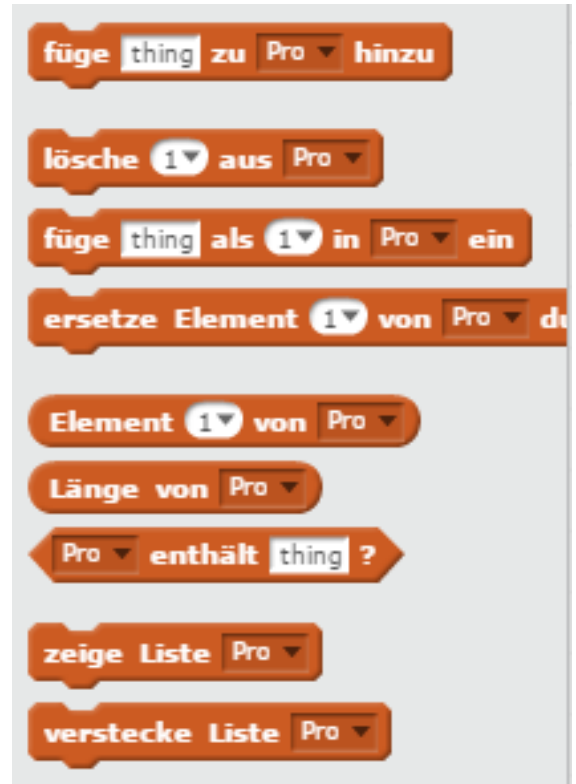 füge thing zu Pro hinzu
lösche 1 aus Pro
füge thing als 1 in Pro ein
ersetze Element 1 von Pro
Element 1 von Pro
Länge von Pro
Pro enthält thing ?
zeige Liste Pro
verstecke Liste Pro